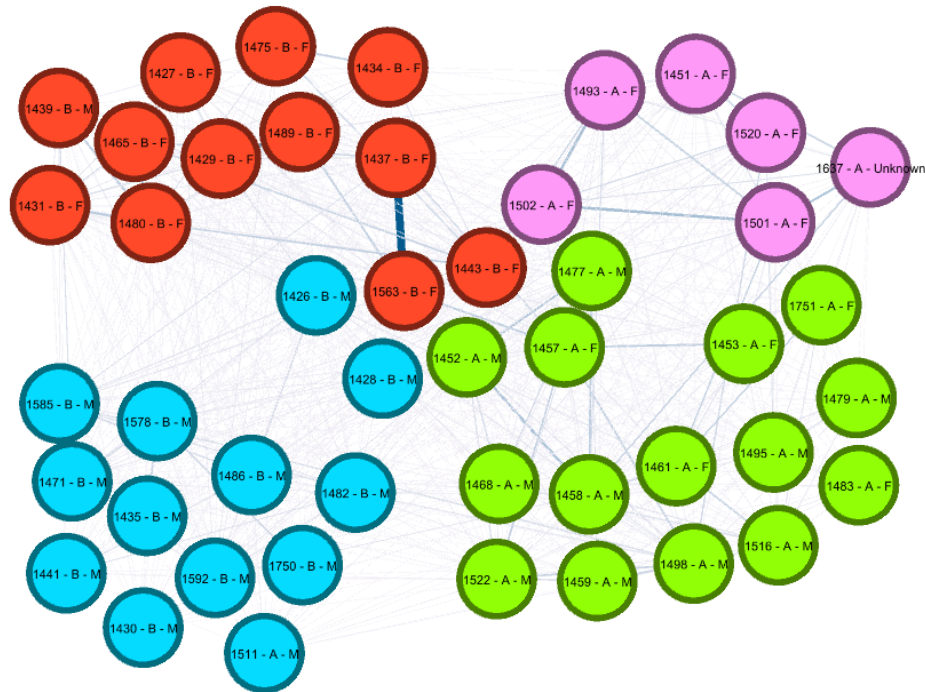 1475 - B - F
1434 - B - F
1427 - B - F
1439 - B - M
1465 - B - F
1489 - B - F
1429 - B - F
1437 - B - F
1431 - B - F
1480 - B - F
1443 - B - F
1563 - B - F
1451 - A - F
1493 - A - F
1520 - A - F
1637 - A - Unknown
1502 - A - F
1501 - A - F
1477 - A - M
1426 - B - M
1751 - A - F
1453 - A - F
1457 - A - F
1452 - A - M
1428 - B - M
1479 - A - M
1585 - B - M
1578 - B - M
1495 - A - M
1461 - A - F
1486 - B - M
1471 - B - M
1468 - A - M
1483 - A - F
1482 - B - M
1458 - A - M
1435 - B - M
1516 - A - M
1498 - A - M
1750 - B - M
1441 - B - M
1592 - B - M
1522 - A - M
1459 - A - M
1430 - B - M
1511 - A - M